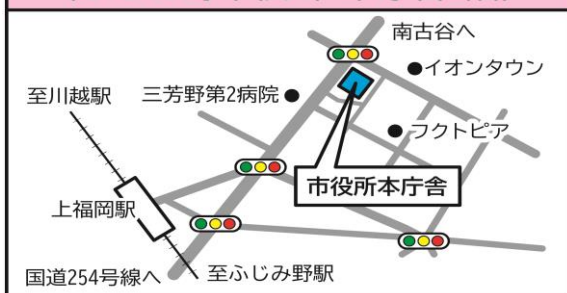 南古谷へ
イオンタウン
至川越駅
三芳野第2病院
フクトピア
市役所本庁舎
上福岡駅
国道254号線へ
至ふじみ野駅